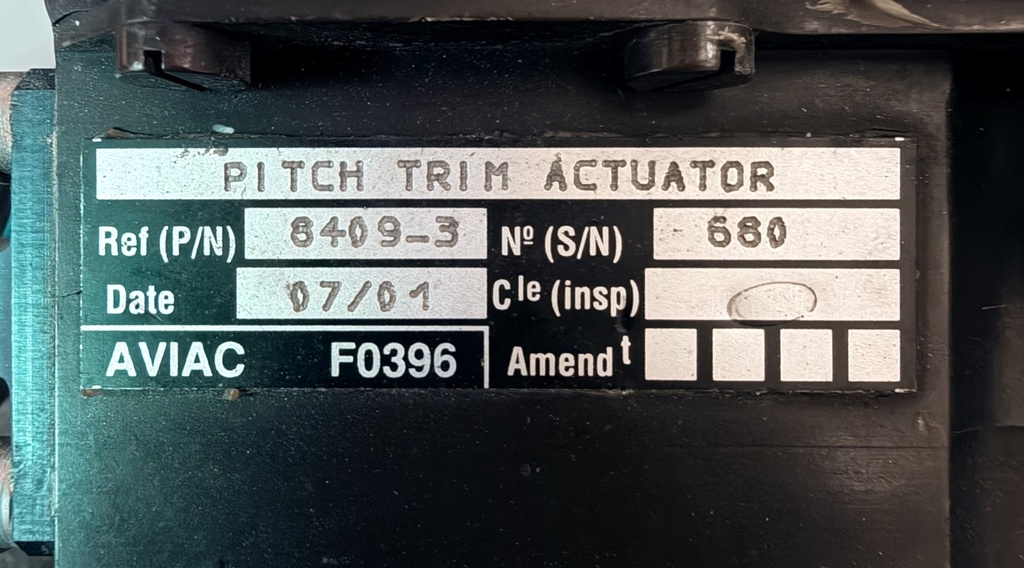 PITCH TRIM ACTUATOR
Ref (P/N) 8409-3 Nº (S/N) 680
Date 07/01 Cle (insp)
AVIAC F0396 Amendt